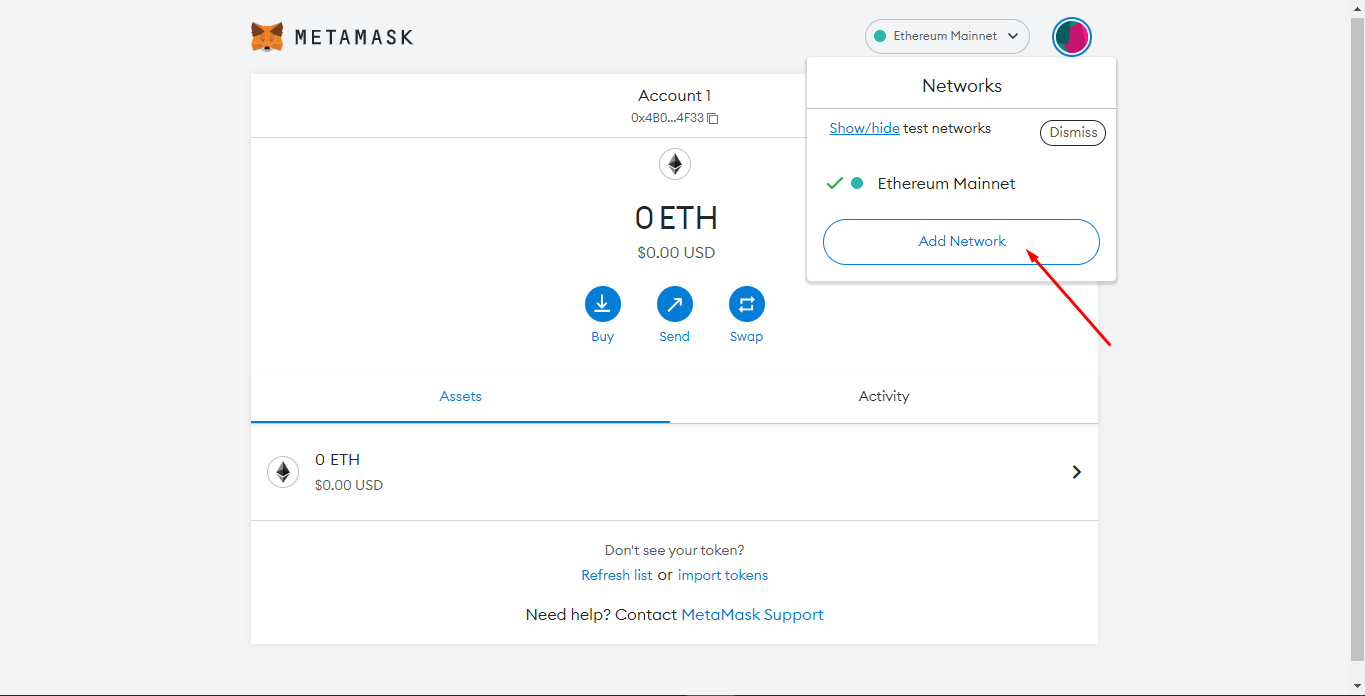 METAMASK
Ethereum Mainnet
Networks
Show/hide test networks
Dismiss
Ethereum Mainnet
Add Network
Account 1
0x4B0...4F33
0 ETH
$0.00 USD
Buy Send Swap
Assets Activity
0 ETH
$0.00 USD
Don't see your token?
Refresh list or import tokens
Need help? Contact MetaMask Support